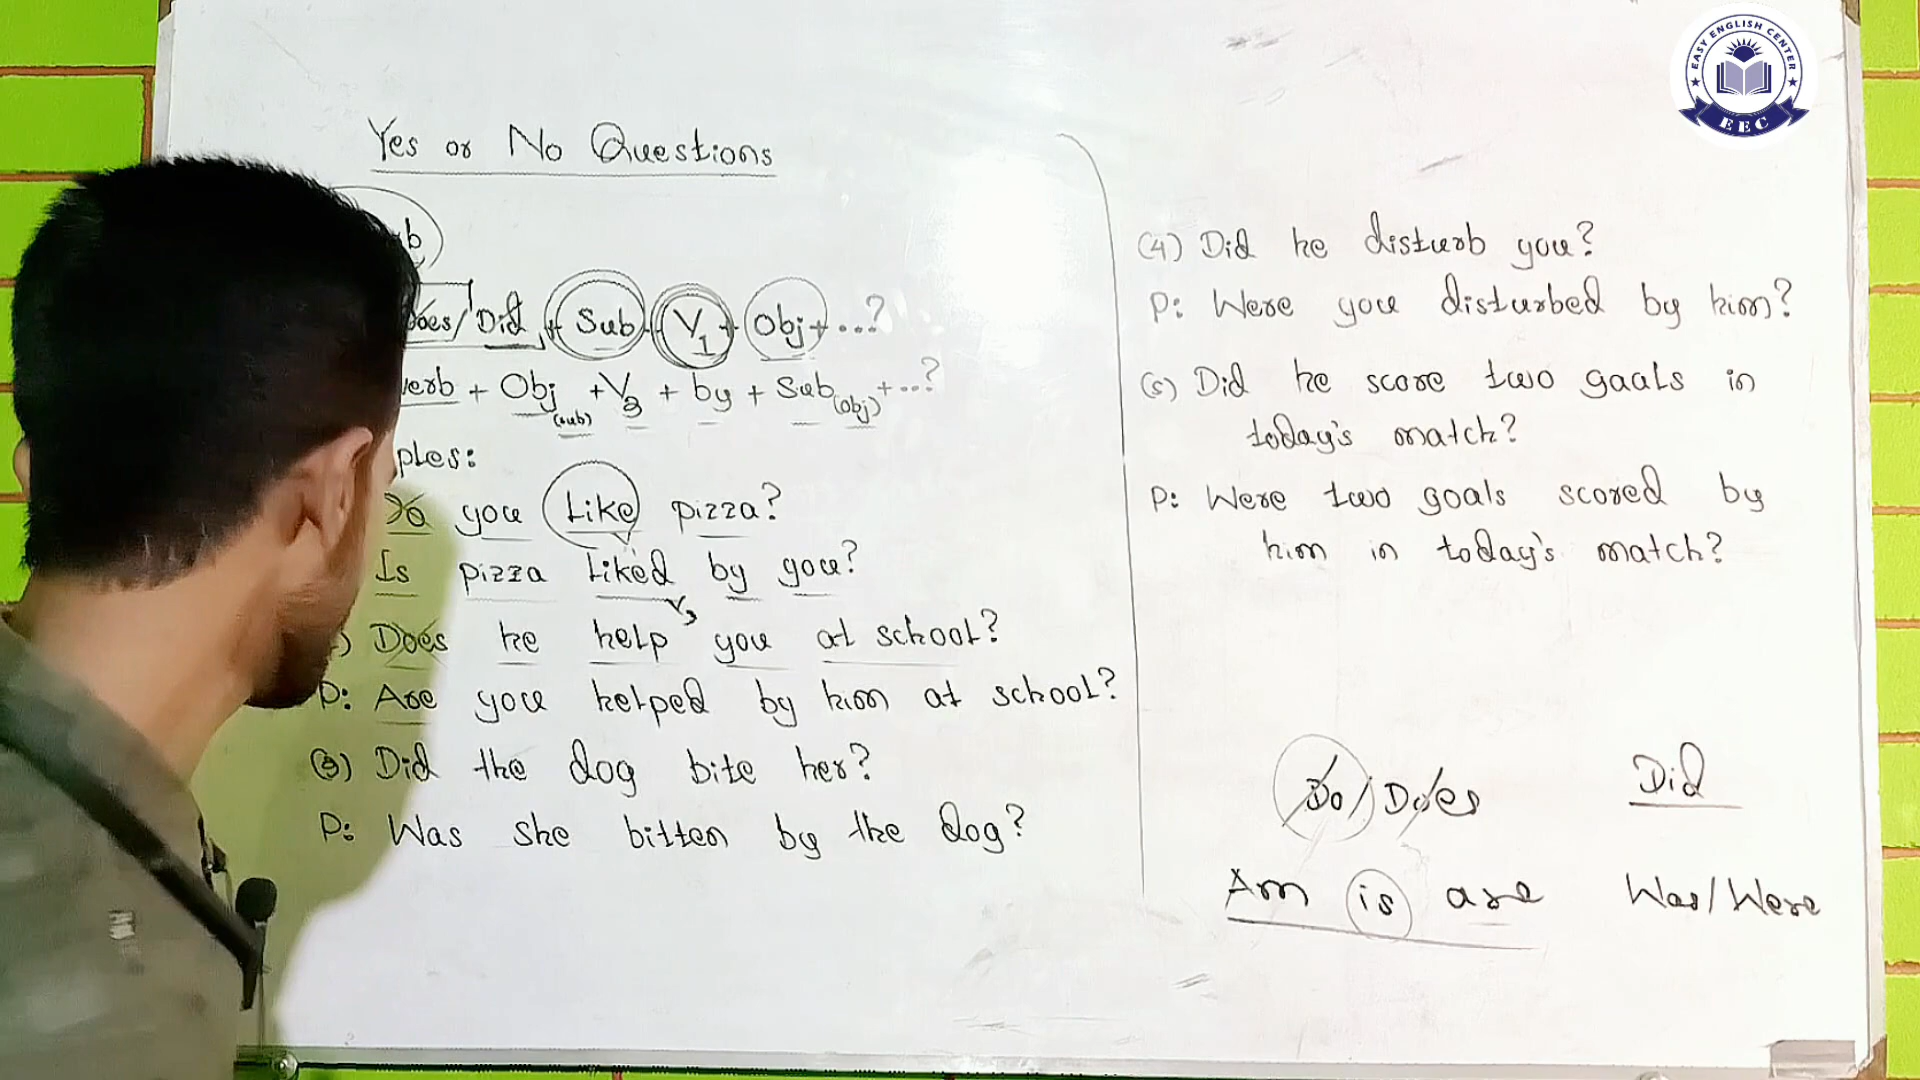 Yes or No Questions
Does/Did + Sub + V1 + Obj + ...?
verb + Obj (sub) + V3 + by + Sub (obj) + ...?
ples:
Do you Like pizza?
Is pizza Liked by you?
V3
) Does he help you at school?
P: Are you helped by him at school?
(3) Did the dog bite her?
P: Was she bitten by the dog?
(4) Did he disturb you?
P: Were you disturbed by him?
(5) Did he score two goals in
today's match?
P: Were two goals scored by
him in today's match?
Do/Does Did
Am is are Was/Were
EASY ENGLISH CENTER
EEC